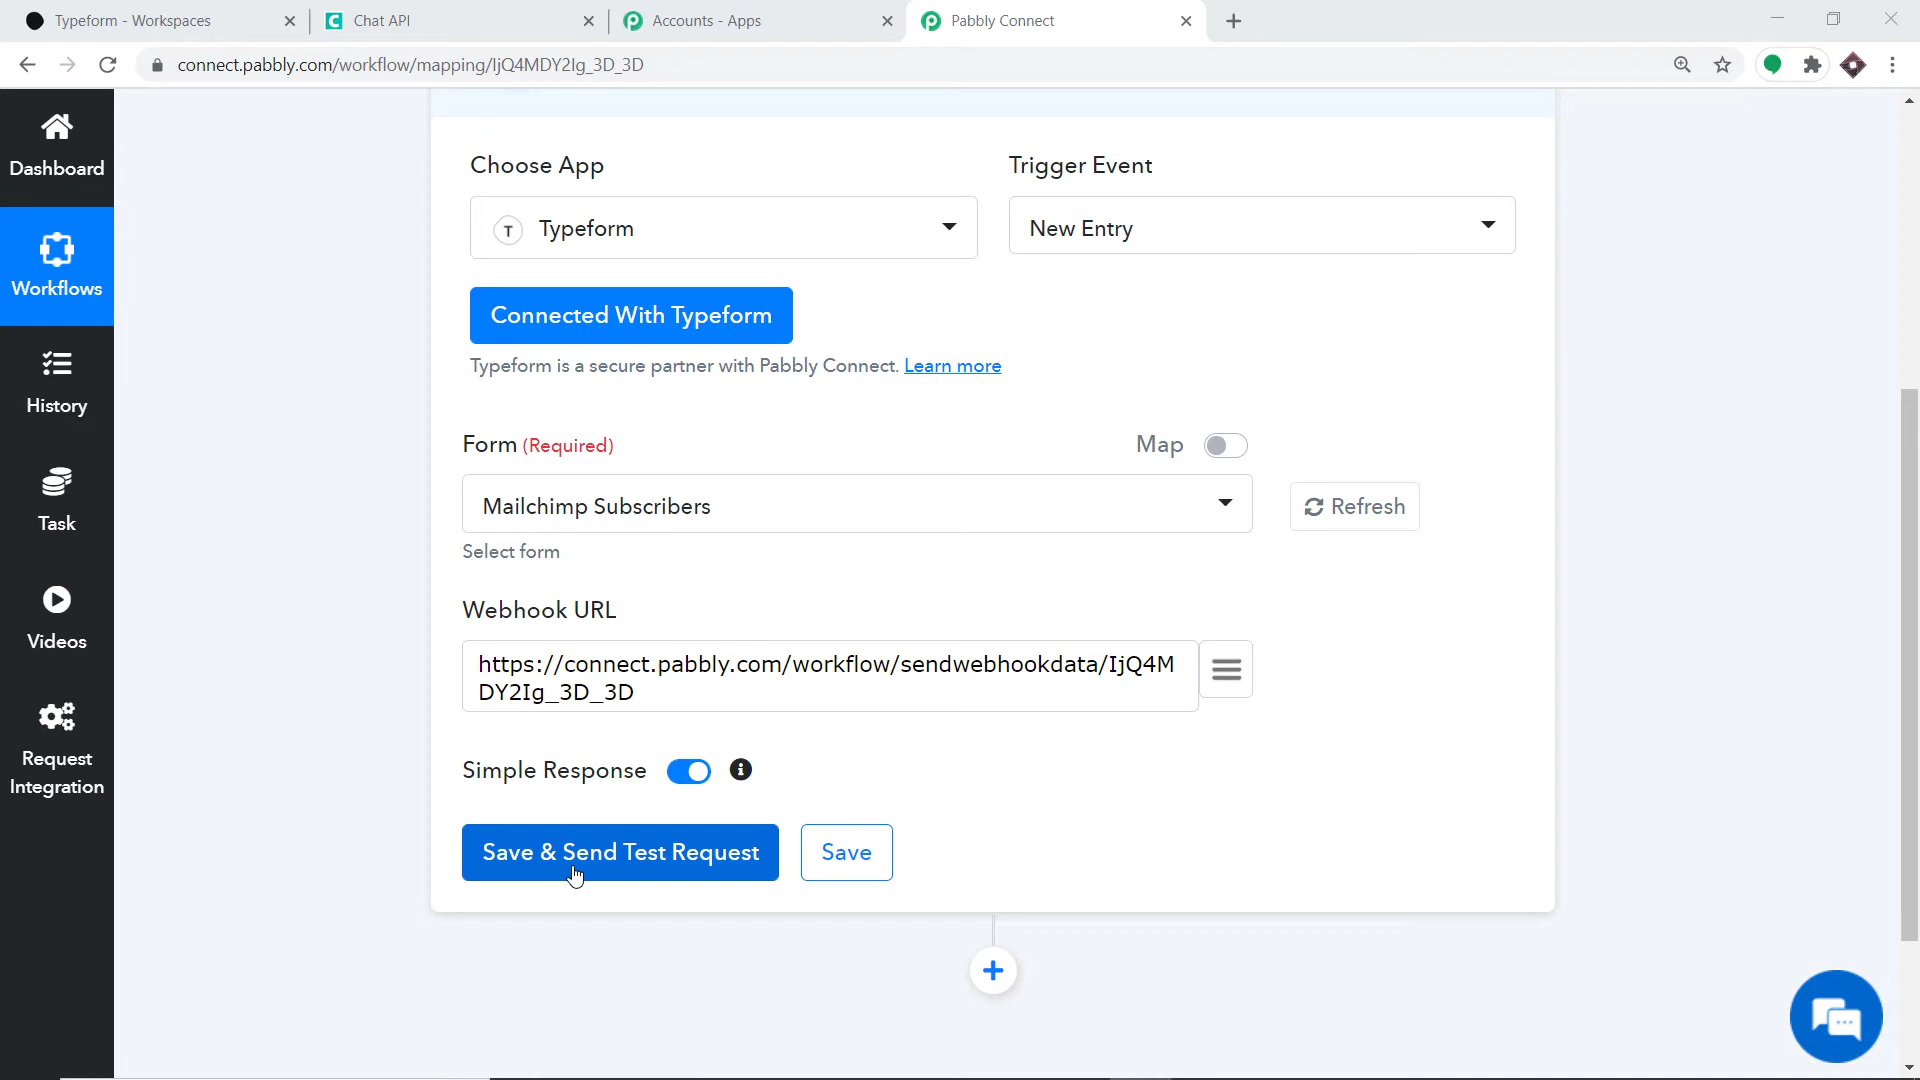 Typeform - Workspaces
Chat API
Accounts - Apps
Pabbly Connect
connect.pabbly.com/workflow/mapping/IjQ4MDY2Ig_3D_3D
Dashboard
Workflows
History
Task
Videos
Request
Integration
Choose App
Trigger Event
T Typeform
New Entry
Connected With Typeform
Typeform is a secure partner with Pabbly Connect. Learn more
Form (Required)
Map
Mailchimp Subscribers
Refresh
Select form
Webhook URL
https://connect.pabbly.com/workflow/sendwebhookdata/IjQ4M
DY2Ig_3D_3D
Simple Response
Save & Send Test Request
Save